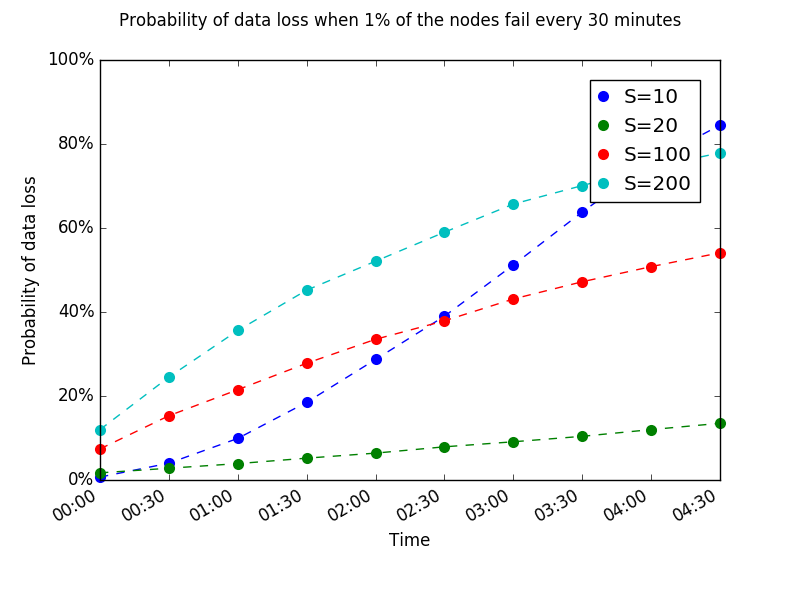 Probability of data loss when 1% of the nodes fail every 30 minutes
100%
80%
60%
40%
20%
0%
Probability of data loss
S=10
S=20
S=100
S=200
00:00
00:30
01:00
01:30
02:00
02:30
03:00
03:30
04:00
04:30
Time